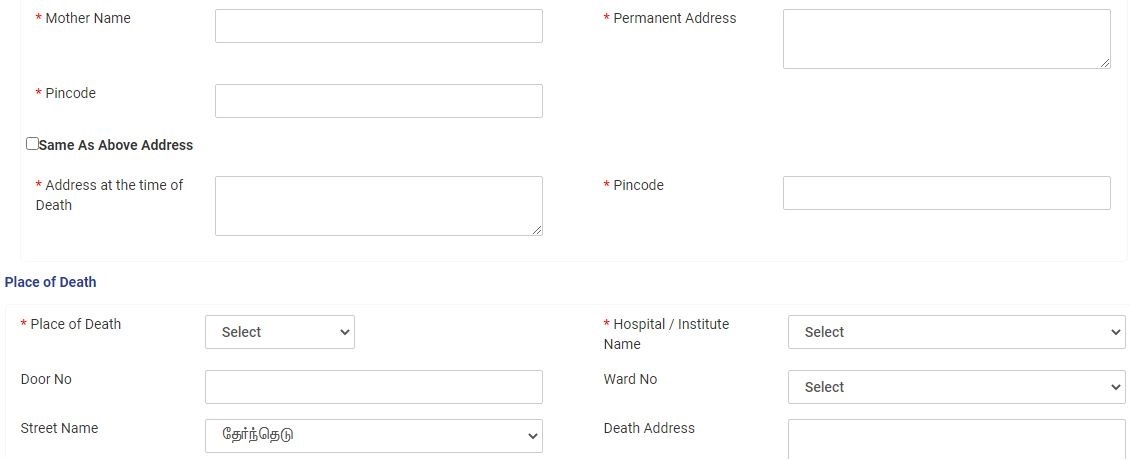 * Mother Name
* Permanent Address
* Pincode
Same As Above Address
* Address at the time of
Death
* Pincode
Place of Death
* Place of Death
Select
* Hospital / Institute
Name
Select
Door No
Ward No
Select
Street Name
தேர்ந்தெடு
Death Address